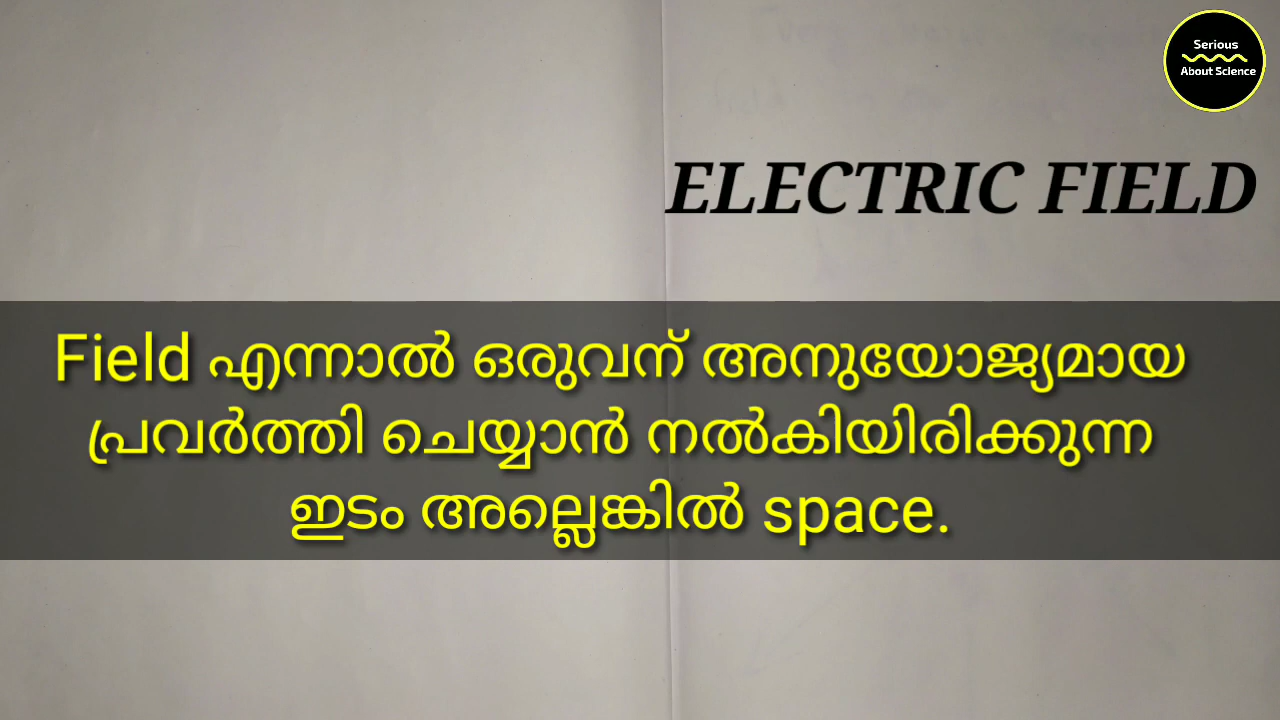 Serious
About Science
ELECTRIC FIELD
Field എന്നാൽ ഒരുവന് അനുയോജ്യമായ
പ്രവർത്തി ചെയ്യാൻ നൽകിയിരിക്കുന്ന
ഇടം അല്ലെങ്കിൽ space.